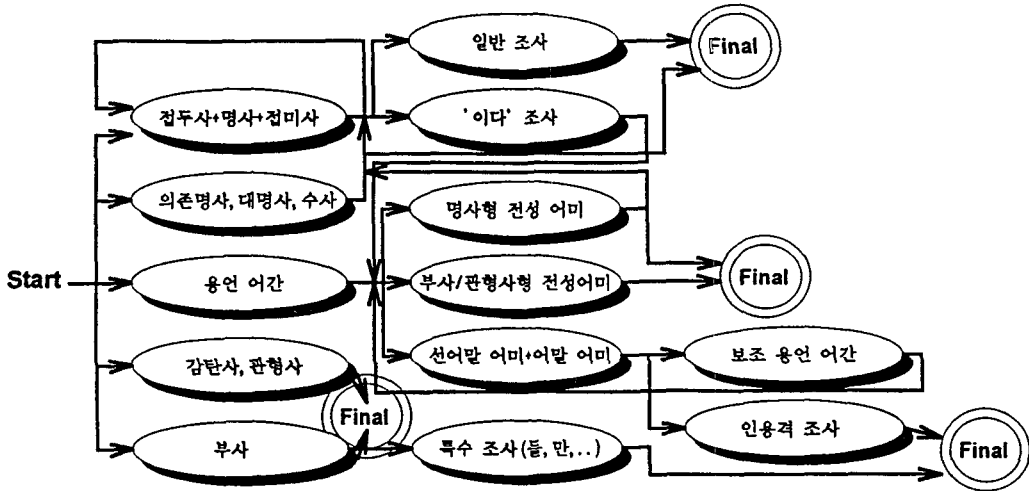 일반 조사
Final
접두사+명사+접미사
'이다' 조사
의존명사, 대명사, 수사
명사형 전성 어미
Start
용언 어간
부사/관형사형 전성어미
Final
감탄사, 관형사
선어말 어미+어말 어미
보조 용언 어간
Final
인용격 조사
부사
특수 조사(들, 만,..)
Final